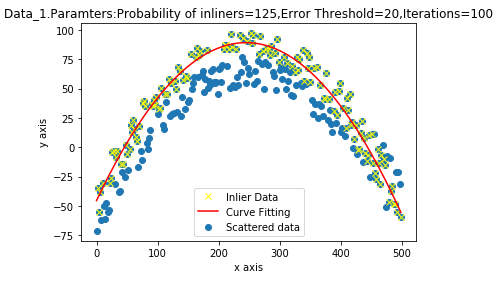 Data_1.Paramters:Probability of inliners=125,Error Threshold=20,Iterations=100
100
75
50
25
0
−25
−50
−75
y axis
Inlier Data
Curve Fitting
Scattered data
0 100 200 300 400 500
x axis